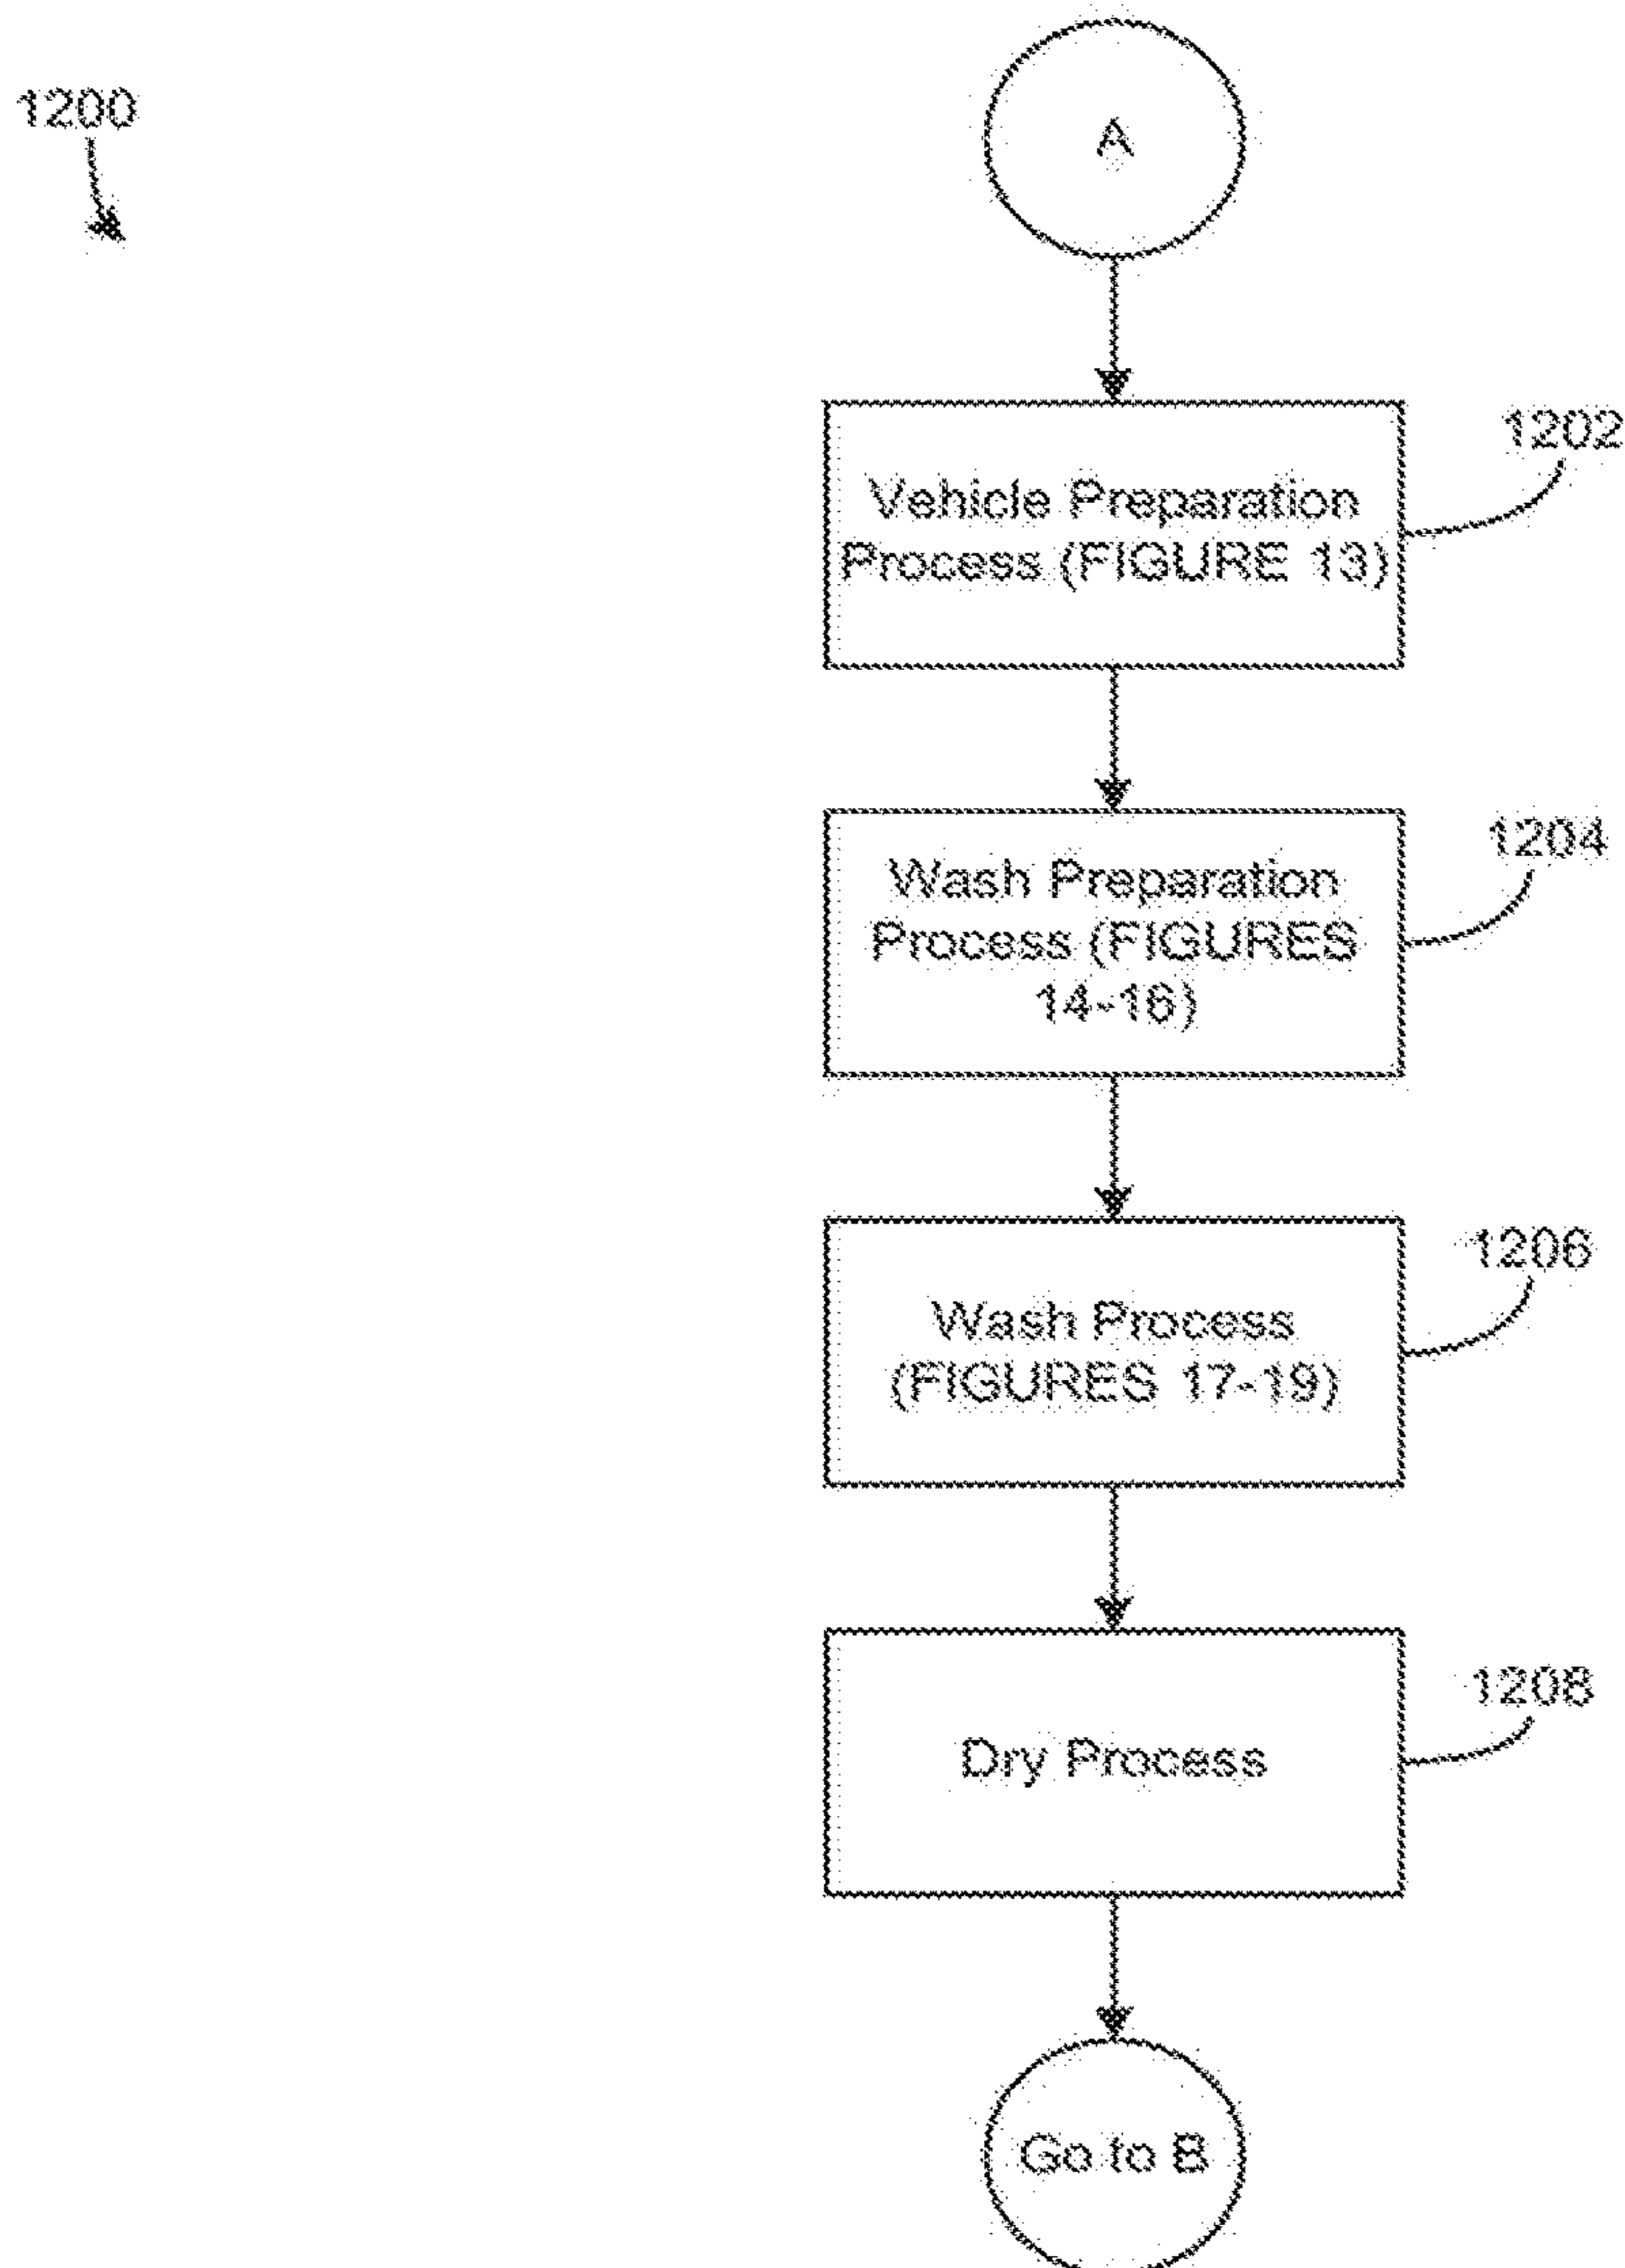 1200
A
1202
Vehicle Preparation
Process (FIGURE 13)
1204
Wash Preparation
Process (FIGURES
14-16)
1206
Wash Process
(FIGURES 17-19)
1208
Dry Process
Go to B